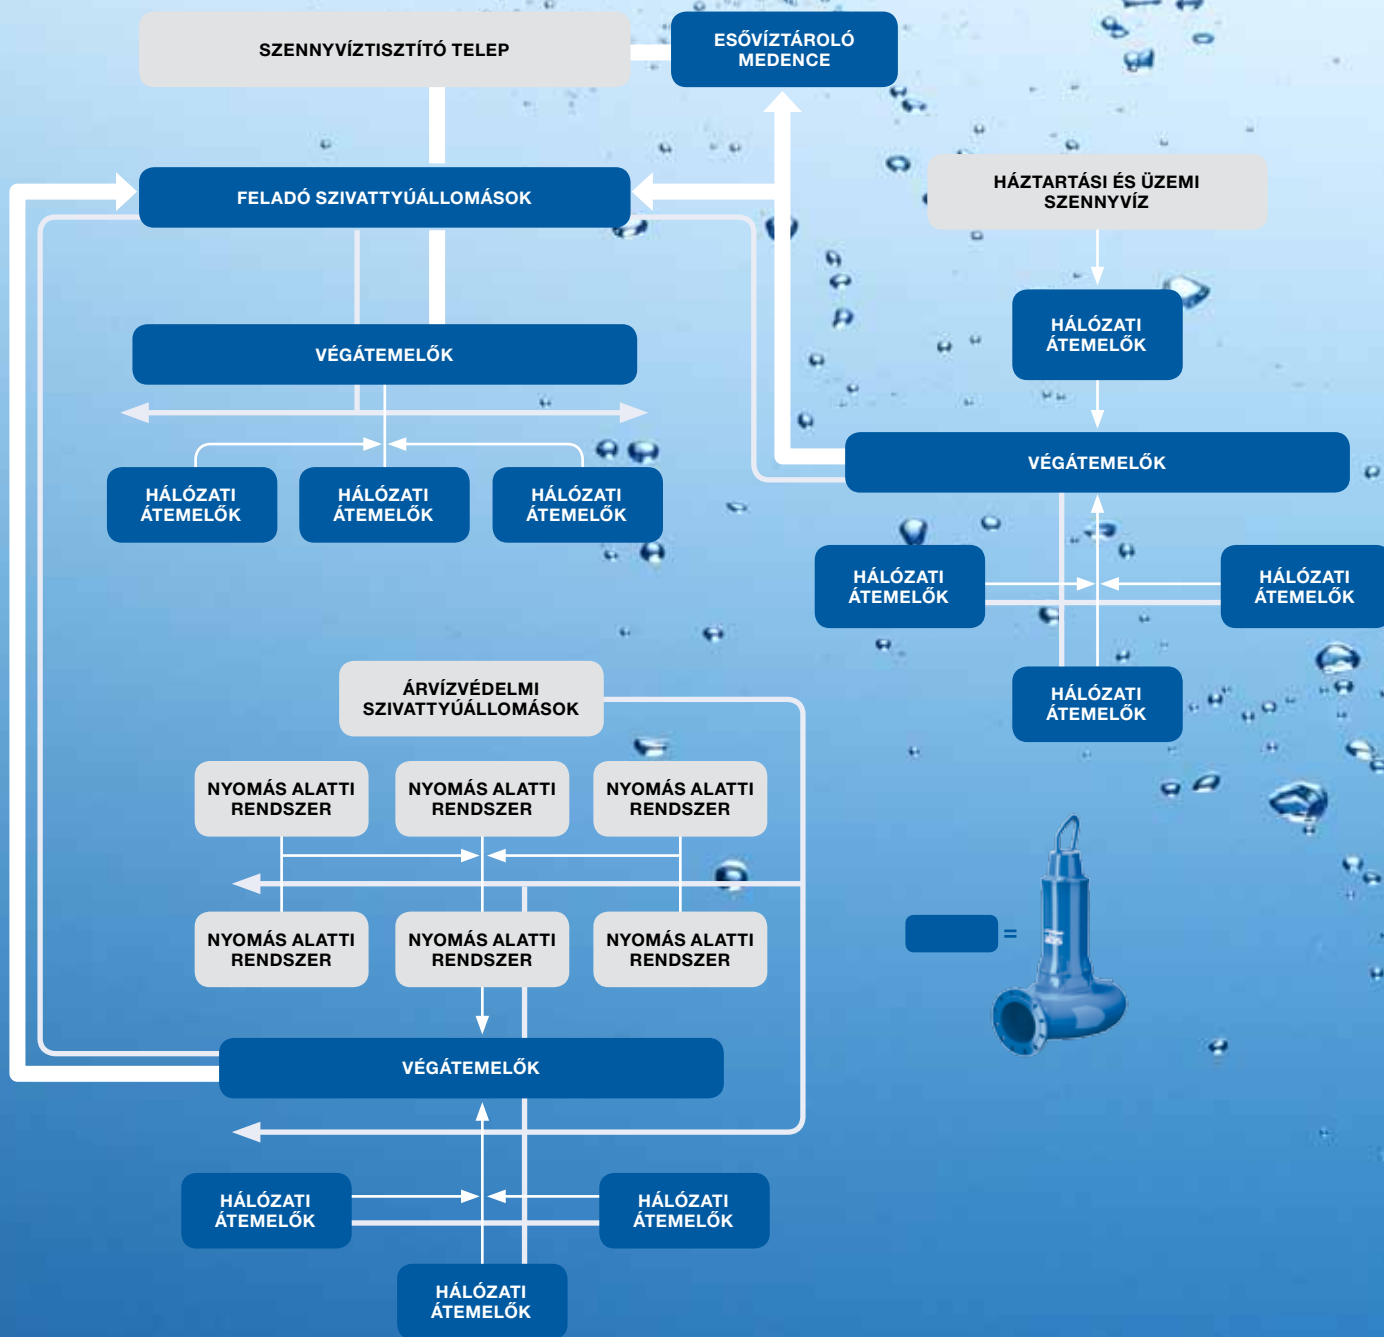 SZENNYVÍZTISZTÍTÓ TELEP
ESŐVÍZTÁROLÓ
MEDENCE
FELADÓ SZIVATTYÚÁLLOMÁSOK
HÁZTARTÁSI ÉS ÜZEMI
SZENNYVÍZ
HÁLÓZATI
ÁTEMELŐK
VÉGÁTEMELŐK
VÉGÁTEMELŐK
HÁLÓZATI
ÁTEMELŐK
HÁLÓZATI
ÁTEMELŐK
HÁLÓZATI
ÁTEMELŐK
HÁLÓZATI
ÁTEMELŐK
HÁLÓZATI
ÁTEMELŐK
HÁLÓZATI
ÁTEMELŐK
ÁRVÍZVÉDELMI
SZIVATTYÚÁLLOMÁSOK
NYOMÁS ALATTI
RENDSZER
NYOMÁS ALATTI
RENDSZER
NYOMÁS ALATTI
RENDSZER
NYOMÁS ALATTI
RENDSZER
NYOMÁS ALATTI
RENDSZER
NYOMÁS ALATTI
RENDSZER
=
VÉGÁTEMELŐK
HÁLÓZATI
ÁTEMELŐK
HÁLÓZATI
ÁTEMELŐK
HÁLÓZATI
ÁTEMELŐK